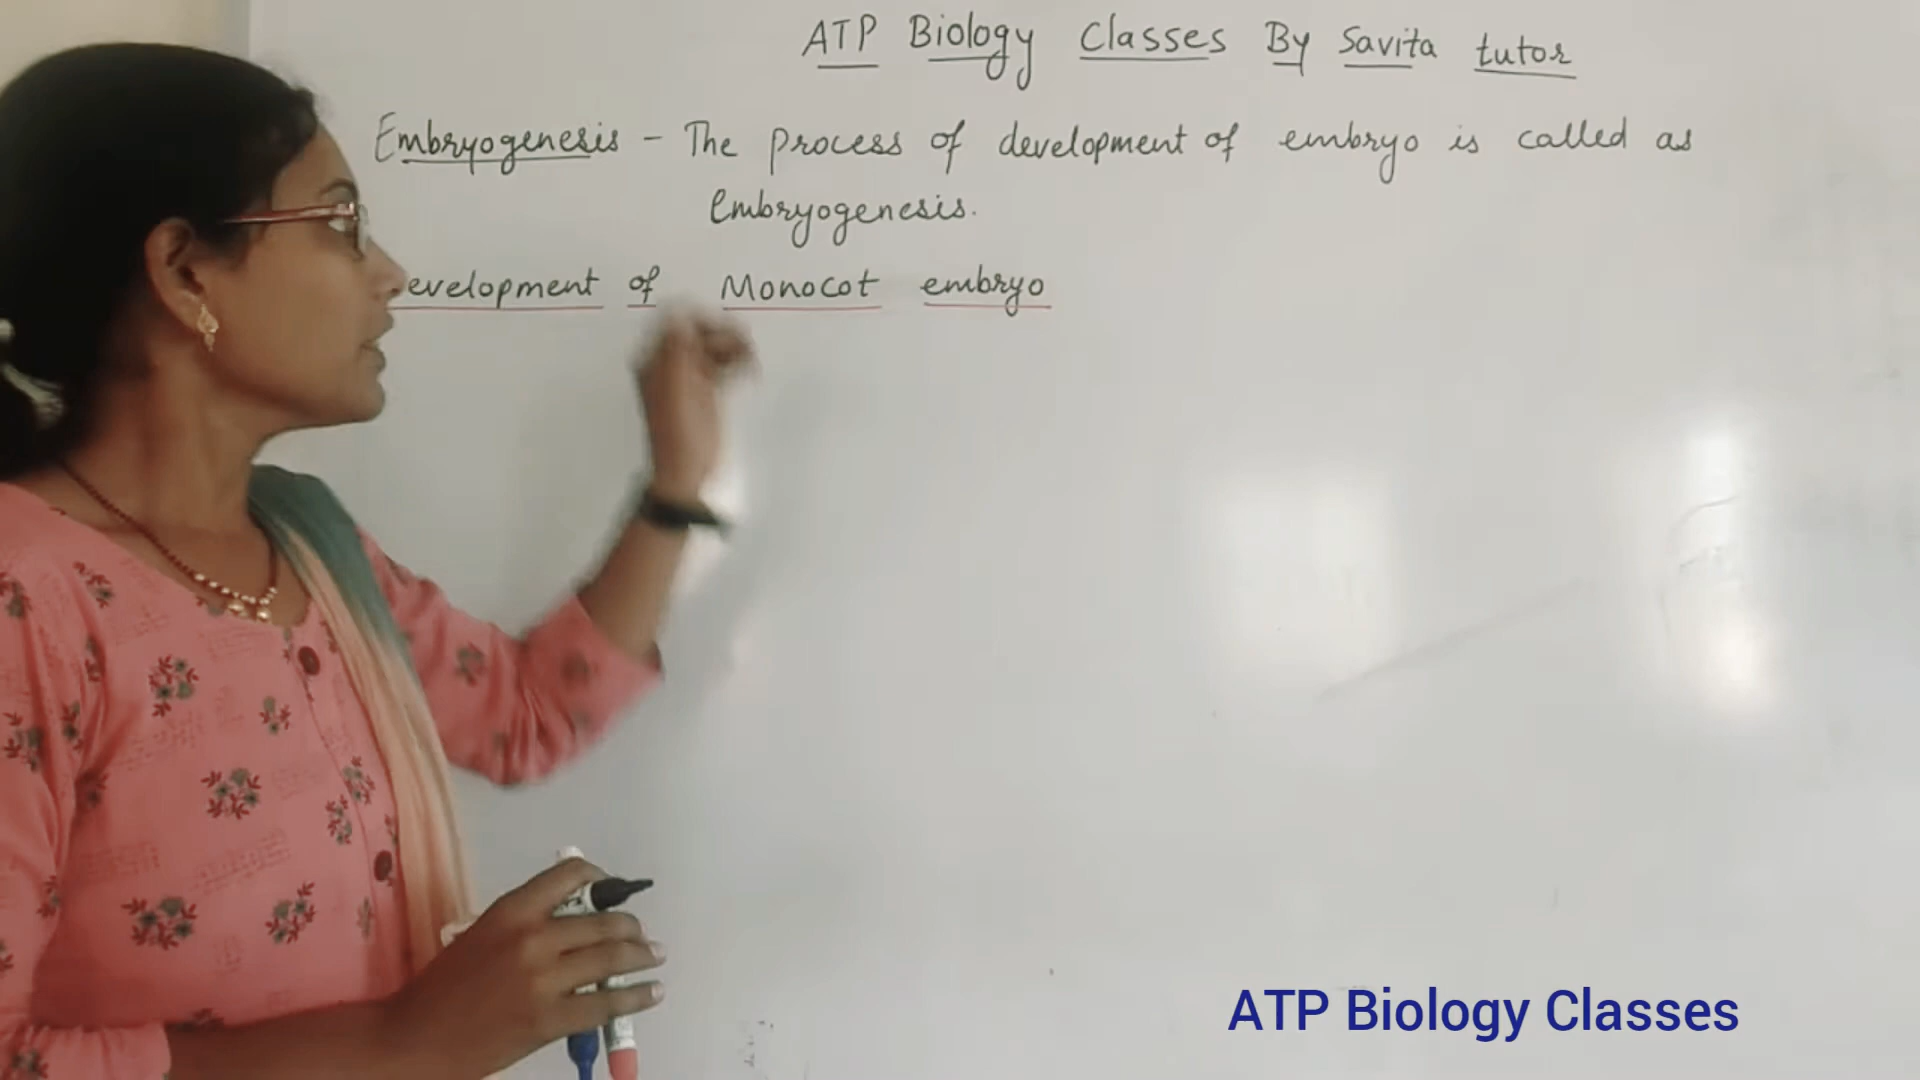 ATP Biology Classes By Savita tutor
Embryogenesis - The process of development of embryo is called as
embryogenesis.
evelopment of Monocot embryo
ATP Biology Classes